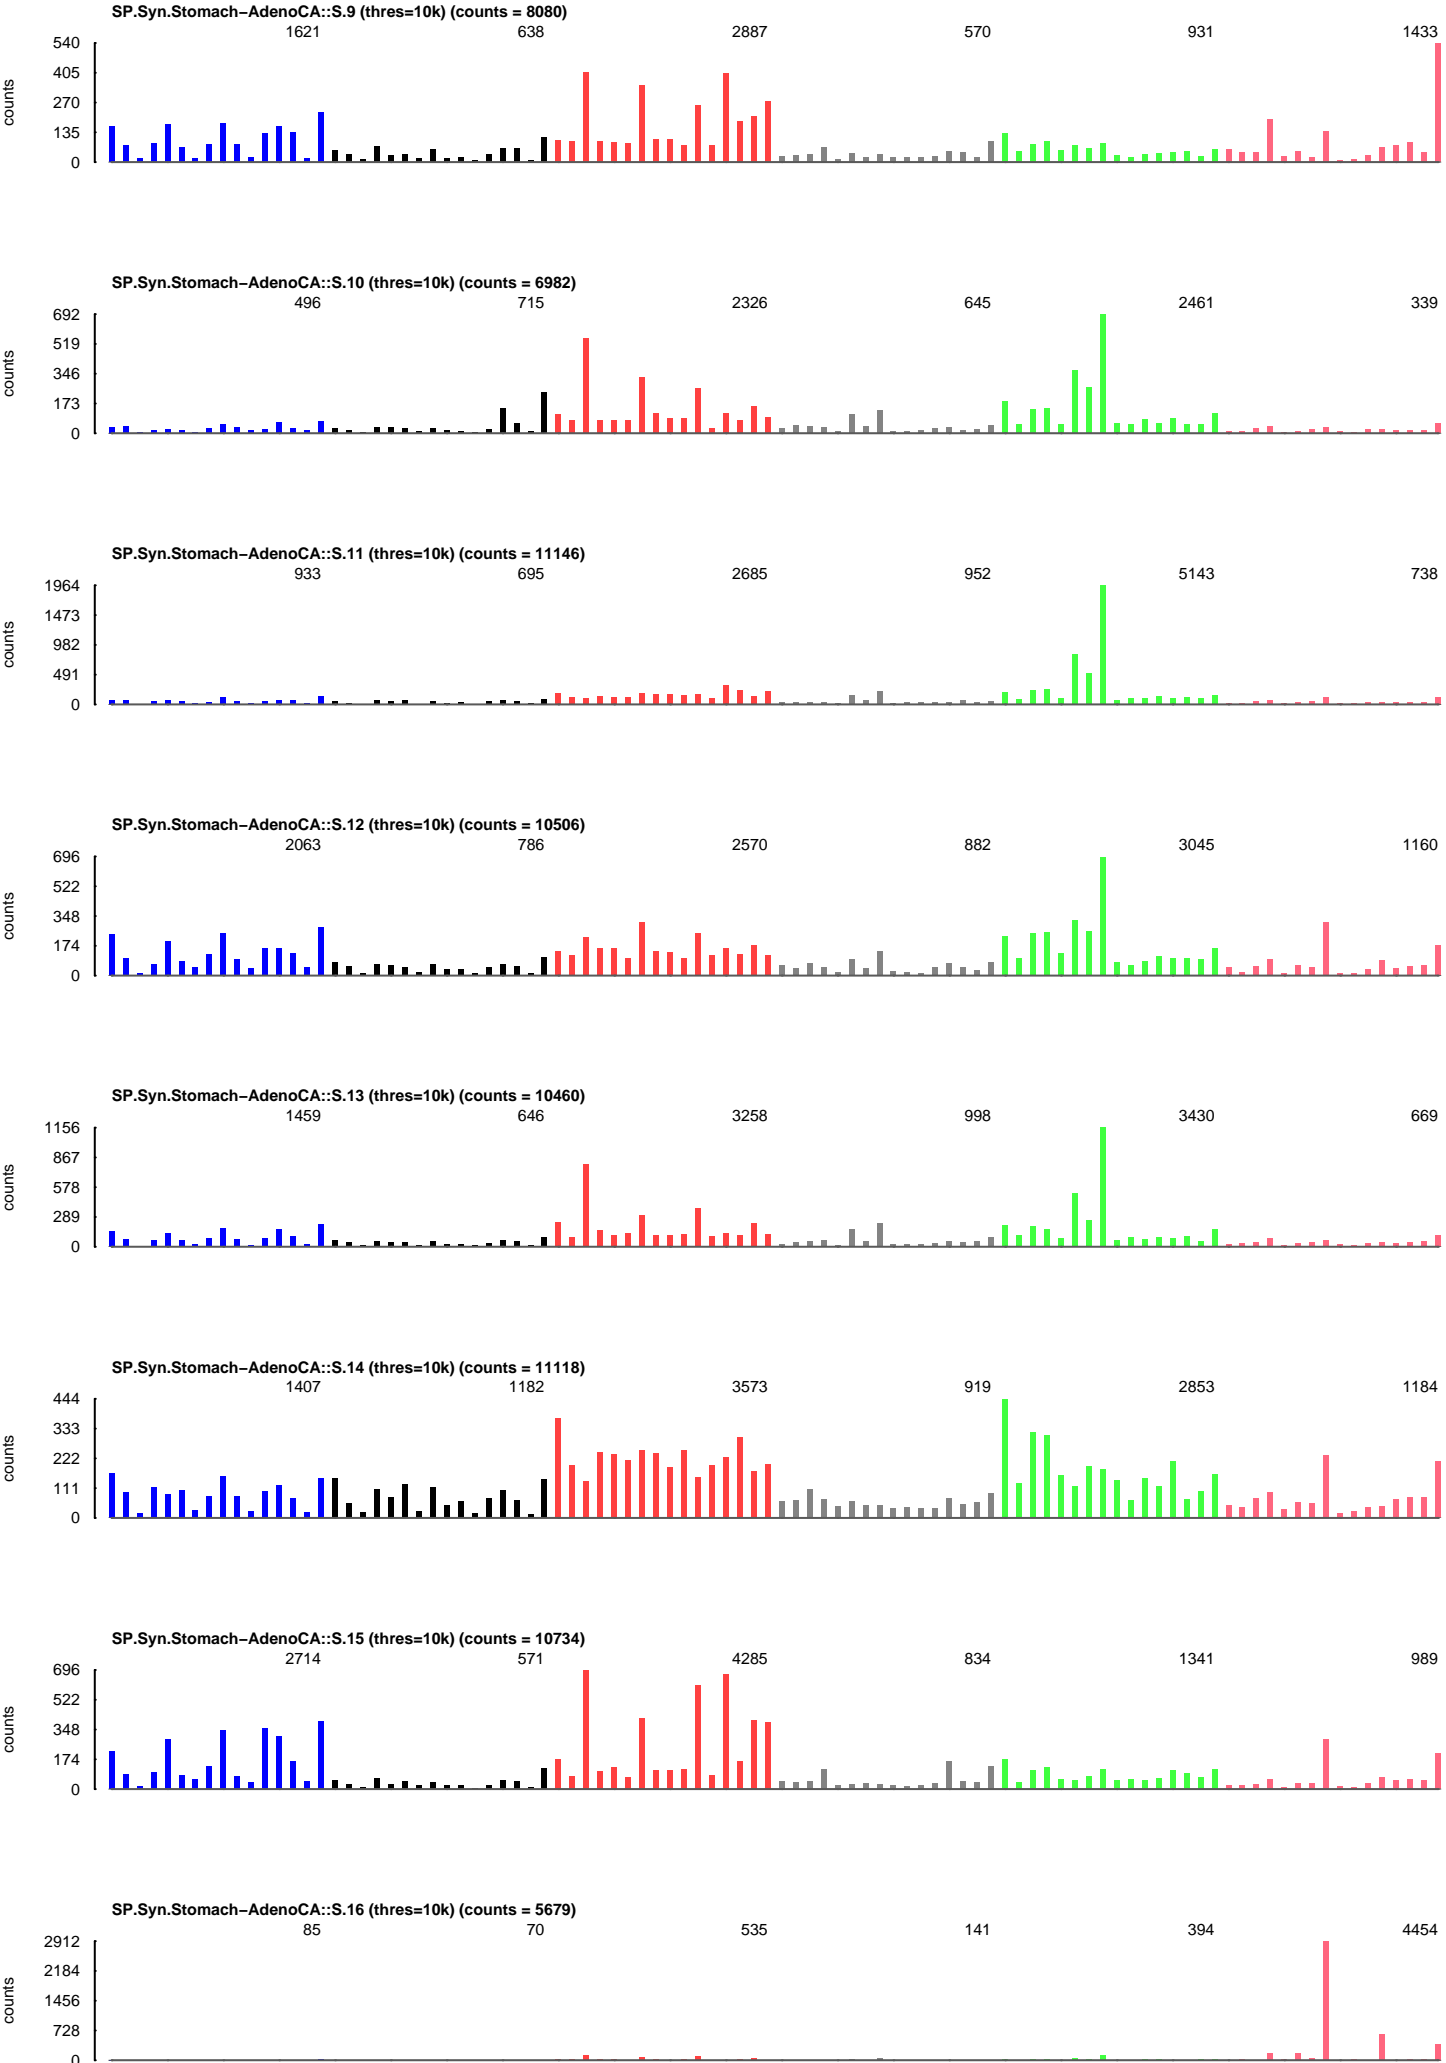 SP.Syn.Stomach−AdenoCA::S.9 (thres=10k) (counts = 8080)
1621 638 2887 570 931 1433
540
405
270
135
0
counts
SP.Syn.Stomach−AdenoCA::S.10 (thres=10k) (counts = 6982)
496 715 2326 645 2461 339
692
519
346
173
0
counts
SP.Syn.Stomach−AdenoCA::S.11 (thres=10k) (counts = 11146)
933 695 2685 952 5143 738
1964
1473
982
491
0
counts
SP.Syn.Stomach−AdenoCA::S.12 (thres=10k) (counts = 10506)
2063 786 2570 882 3045 1160
696
522
348
174
0
counts
SP.Syn.Stomach−AdenoCA::S.13 (thres=10k) (counts = 10460)
1459 646 3258 998 3430 669
1156
867
578
289
0
counts
SP.Syn.Stomach−AdenoCA::S.14 (thres=10k) (counts = 11118)
1407 1182 3573 919 2853 1184
444
333
222
111
0
counts
SP.Syn.Stomach−AdenoCA::S.15 (thres=10k) (counts = 10734)
2714 571 4285 834 1341 989
696
522
348
174
0
counts
SP.Syn.Stomach−AdenoCA::S.16 (thres=10k) (counts = 5679)
85 70 535 141 394 4454
2912
2184
1456
728
0
counts